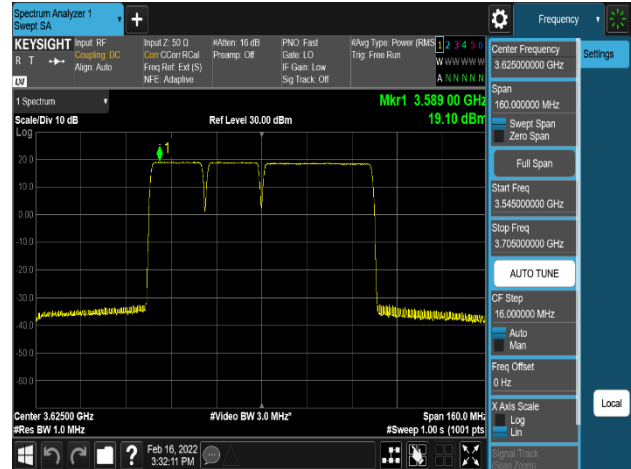 Spectrum Analyzer 1
Swept SA
Frequency
KEYSIGHT Input: RF Input Z: 50 Ω #Atten: 16 dB PNO: Fast #Avg Type: Power (RMS 1 2 3 4 5 6
R T Coupling: DC Corr CCorr RCal Preamp: Off Gate: LO Trig: Free Run W W W W W W
Align: Auto Freq Ref: Ext (S) IF Gain: Low
NFE: Adaptive Sig Track: Off A N N N N N
LXI
1 Spectrum
Mkr1 3.589 00 GHz
Scale/Div 10 dB Ref Level 30.00 dBm 19.10 dBm
Log
1
20.0
10.0
0.00
-10.0
-20.0
-30.0
-40.0
-50.0
-60.0
Center 3.62500 GHz #Video BW 3.0 MHz* Span 160.0 MHz
#Res BW 1.0 MHz #Sweep 1.00 s (1001 pts
Feb 16, 2022
3:32:11 PM
Center Frequency
3.625000000 GHz
Span
160.000000 MHz
Swept Span
Zero Span
Full Span
Start Freq
3.545000000 GHz
Stop Freq
3.705000000 GHz
AUTO TUNE
CF Step
16.000000 MHz
Auto
Man
Freq Offset
0 Hz
X Axis Scale
Log
Lin
Signal Track
(Span Zoom)
Settings
Local